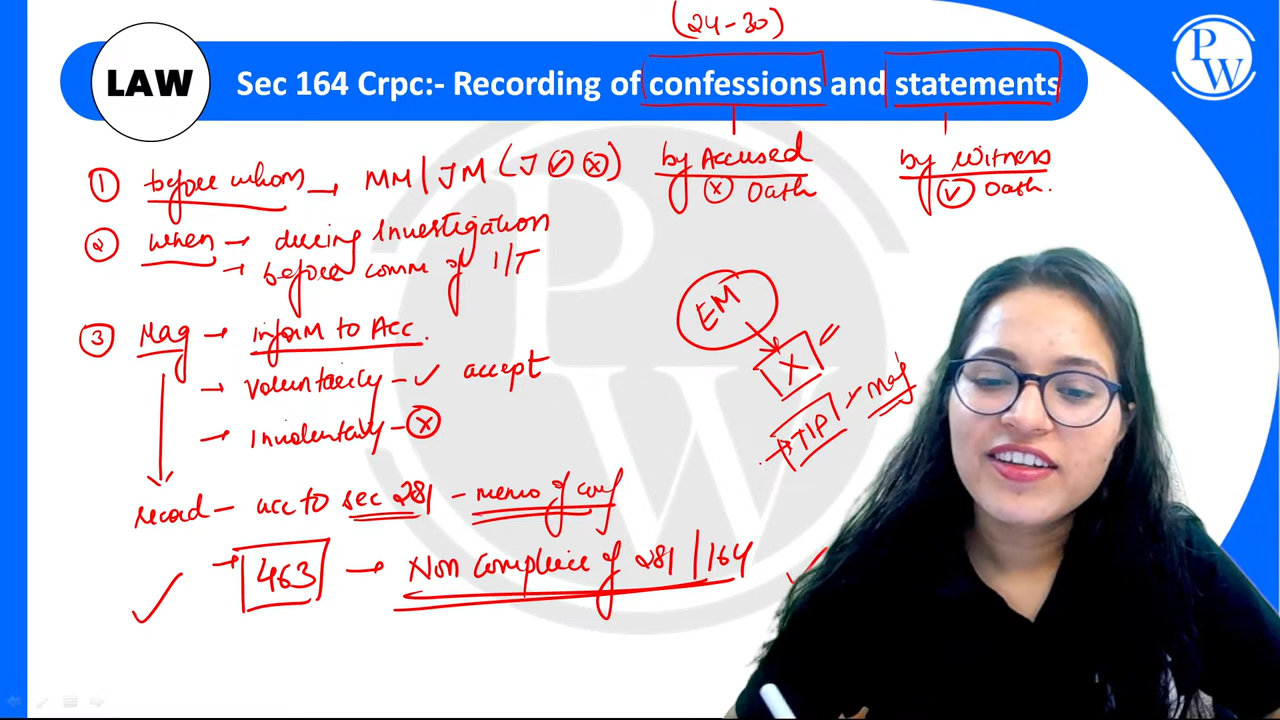 (24-30)
LAW
Sec 164 Crpc:- Recording of confessions and statements
PW
① before whom → MM/JM (J ✓ ✗)
by Accused
✗ Oath
by Witness
✓ Oath.
② when → during Investigation
→ before comm of I/T
③ Mag → inform to Acc.
→ Voluntarily - ✓ accept
→ Involuntary - ✗
EM
X
TIP - Mag
record - acc to sec 281 - memo of conf
→ 463 → Non compliece of 281/164